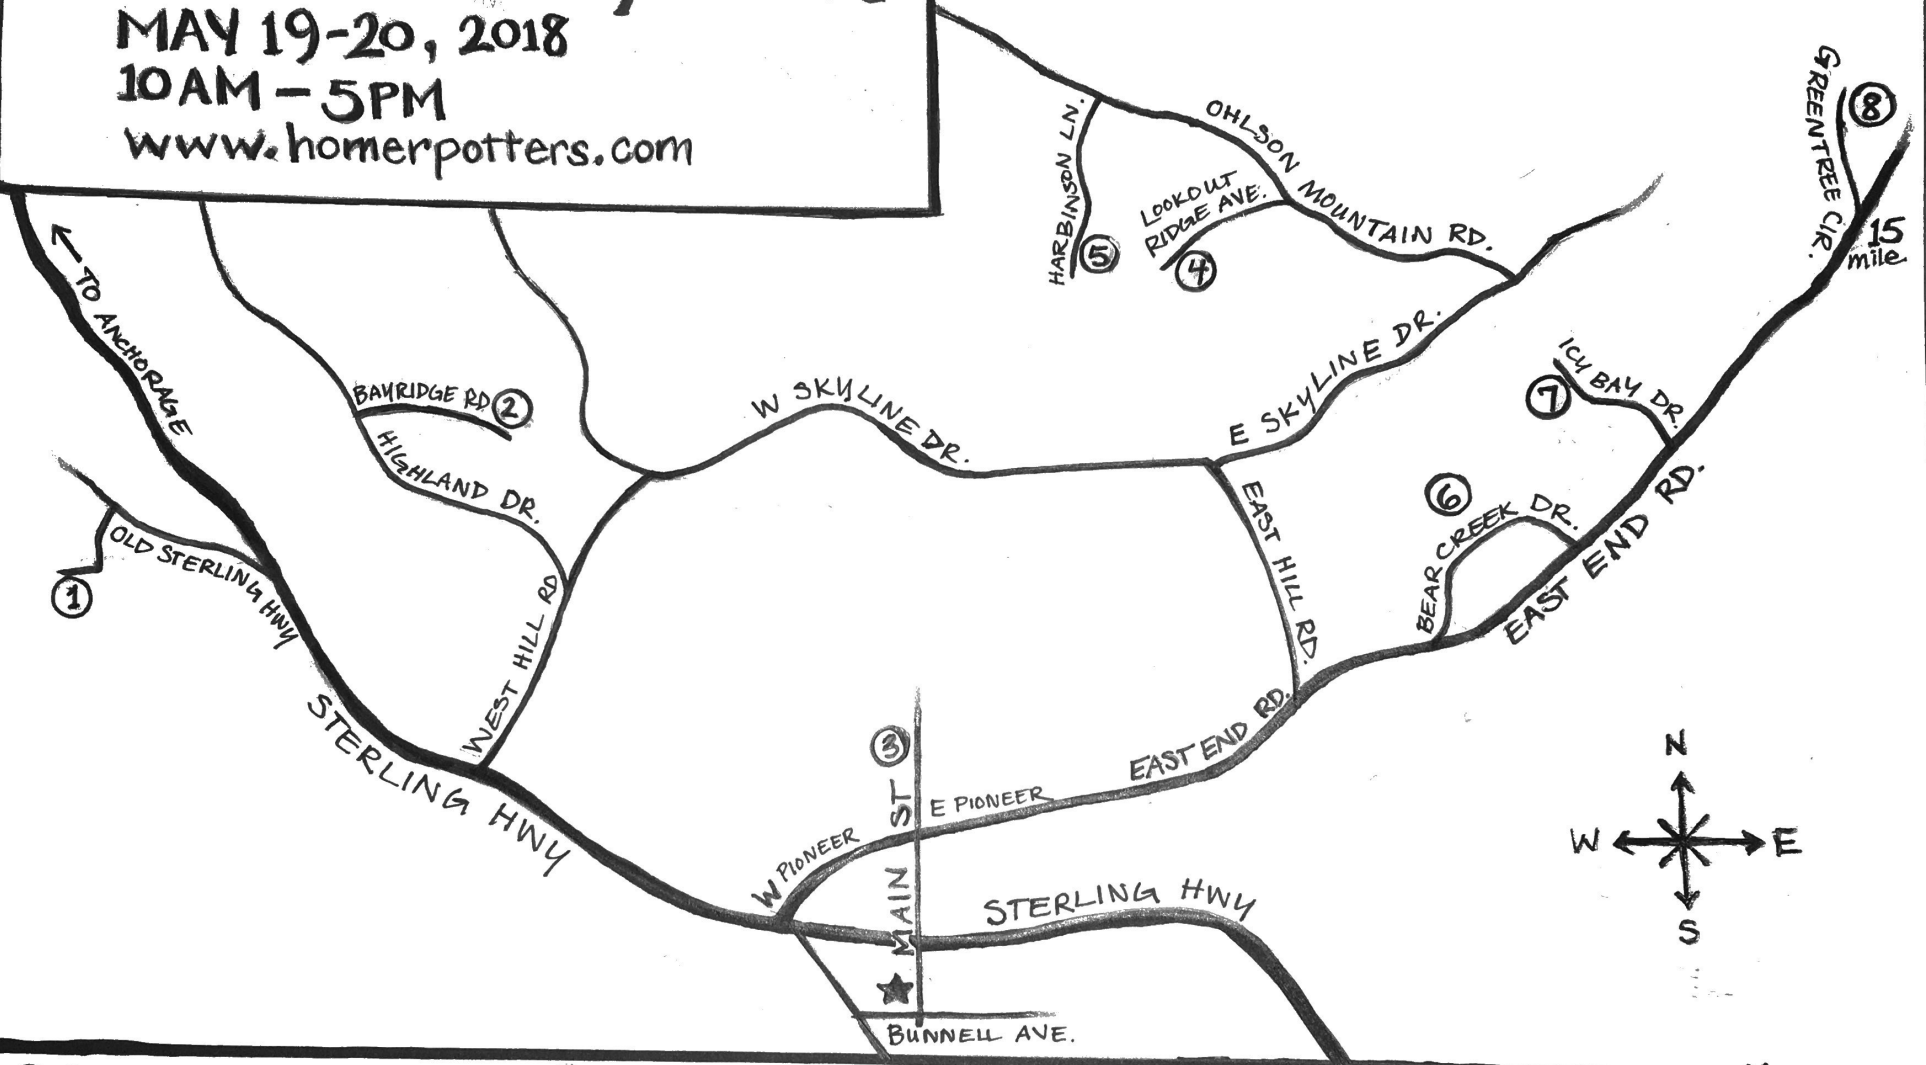 MAY 19-20, 2018
10AM - 5PM
www.homerpotters.com
OHLSON MOUNTAIN RD.
HARBINSON LN.
5
LOOKOUT
RIDGE AVE.
4
GREENTREE CIR.
8
15
mile
← TO ANCHORAGE
BAYRIDGE RD
2
HIGHLAND DR.
W SKYLINE DR.
E SKYLINE DR.
ICY BAY DR.
7
6
BEAR CREEK DR.
EAST END RD.
OLD STERLING HWY
1
WEST HILL RD
EAST HILL RD.
STERLING HWY
3
MAIN ST
W PIONEER
E PIONEER
EAST END RD.
STERLING HWY
BUNNELL AVE.
N
W E
S